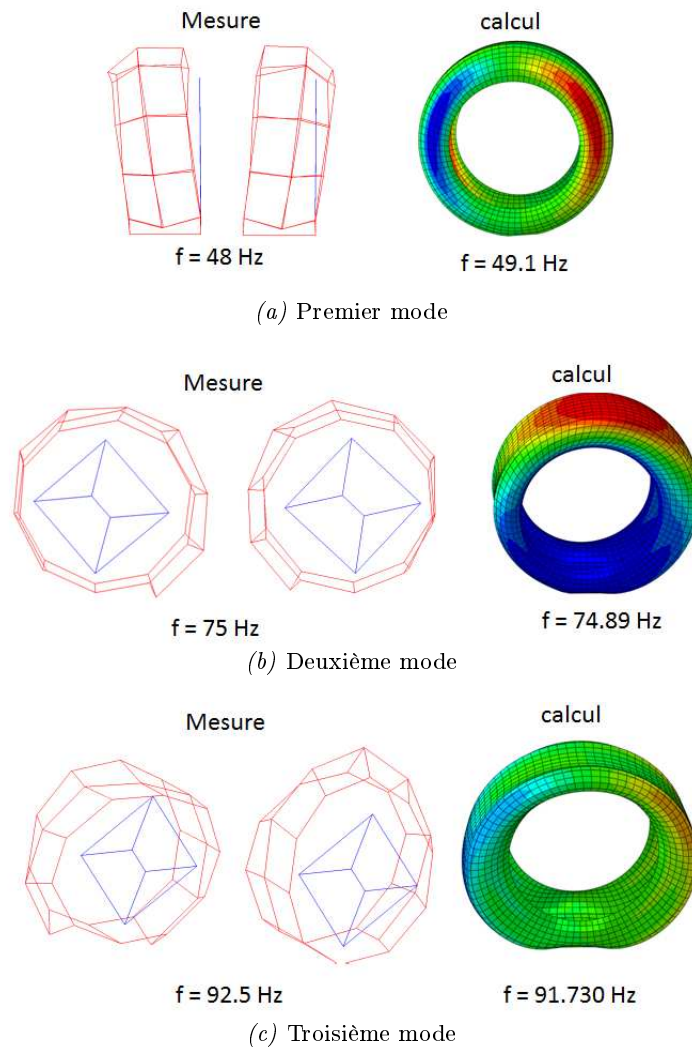 Mesure calcul
f = 48 Hz f = 49.1 Hz
(a) Premier mode
Mesure calcul
f = 75 Hz f = 74.89 Hz
(b) Deuxième mode
Mesure calcul
f = 92.5 Hz f = 91.730 Hz
(c) Troisième mode